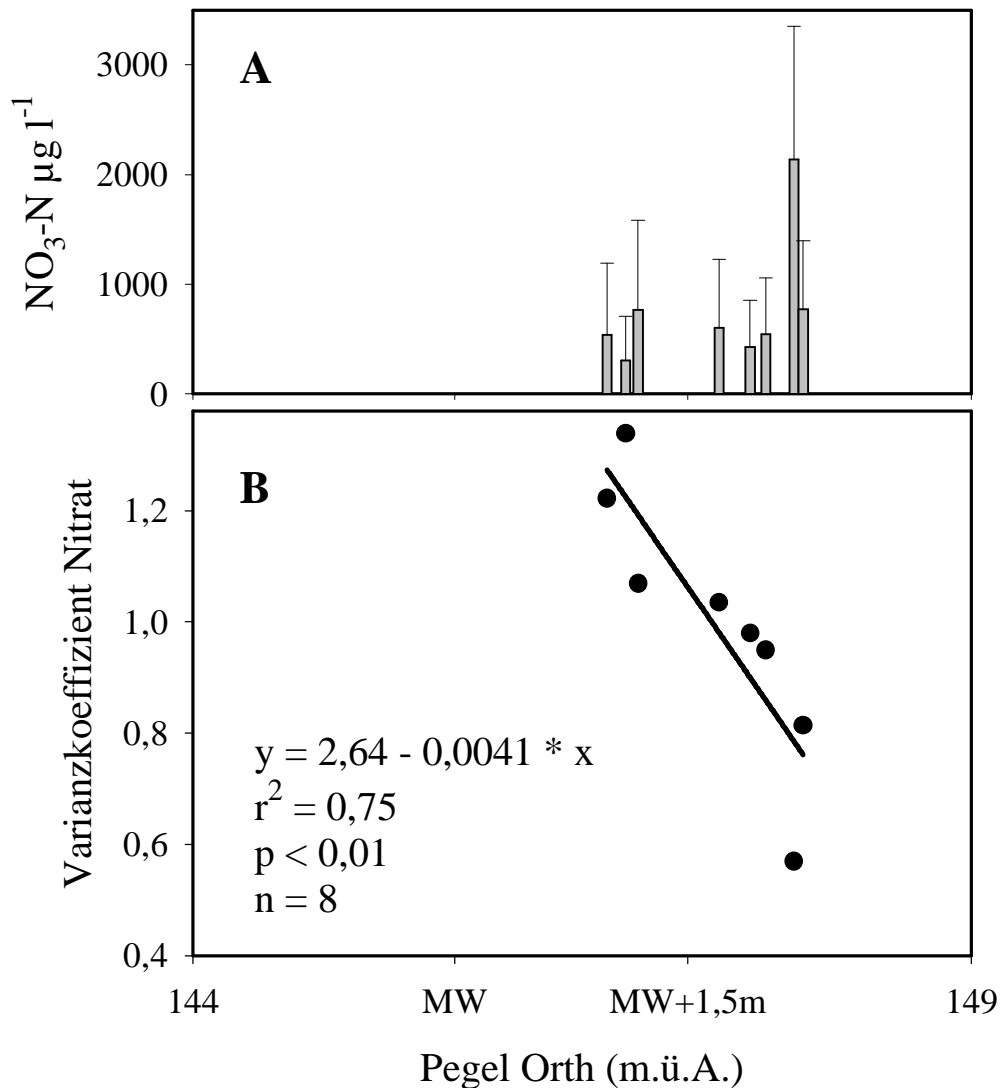 A
3000
2000
1000
0
NO3-N µg l-1
B
1,2
1,0
0,8
0,6
0,4
Varianzkoeffizient Nitrat
y = 2,64 - 0,0041 * x
r2 = 0,75
p < 0,01
n = 8
144 MW MW+1,5m 149
Pegel Orth (m.ü.A.)